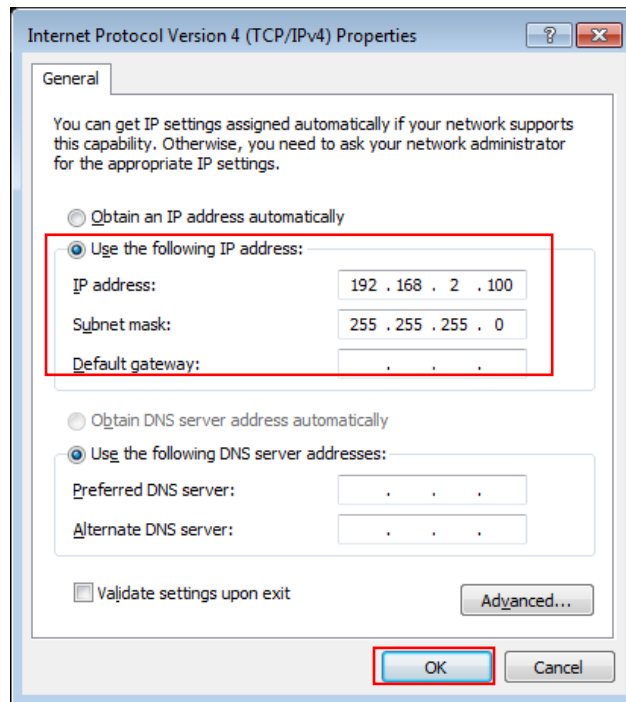 Internet Protocol Version 4 (TCP/IPv4) Properties
General
You can get IP settings assigned automatically if your network supports
this capability. Otherwise, you need to ask your network administrator
for the appropriate IP settings.
Obtain an IP address automatically
Use the following IP address:
IP address: 192 . 168 . 2 . 100
Subnet mask: 255 . 255 . 255 . 0
Default gateway: . . .
Obtain DNS server address automatically
Use the following DNS server addresses:
Preferred DNS server: . . .
Alternate DNS server: . . .
Validate settings upon exit
Advanced...
OK Cancel